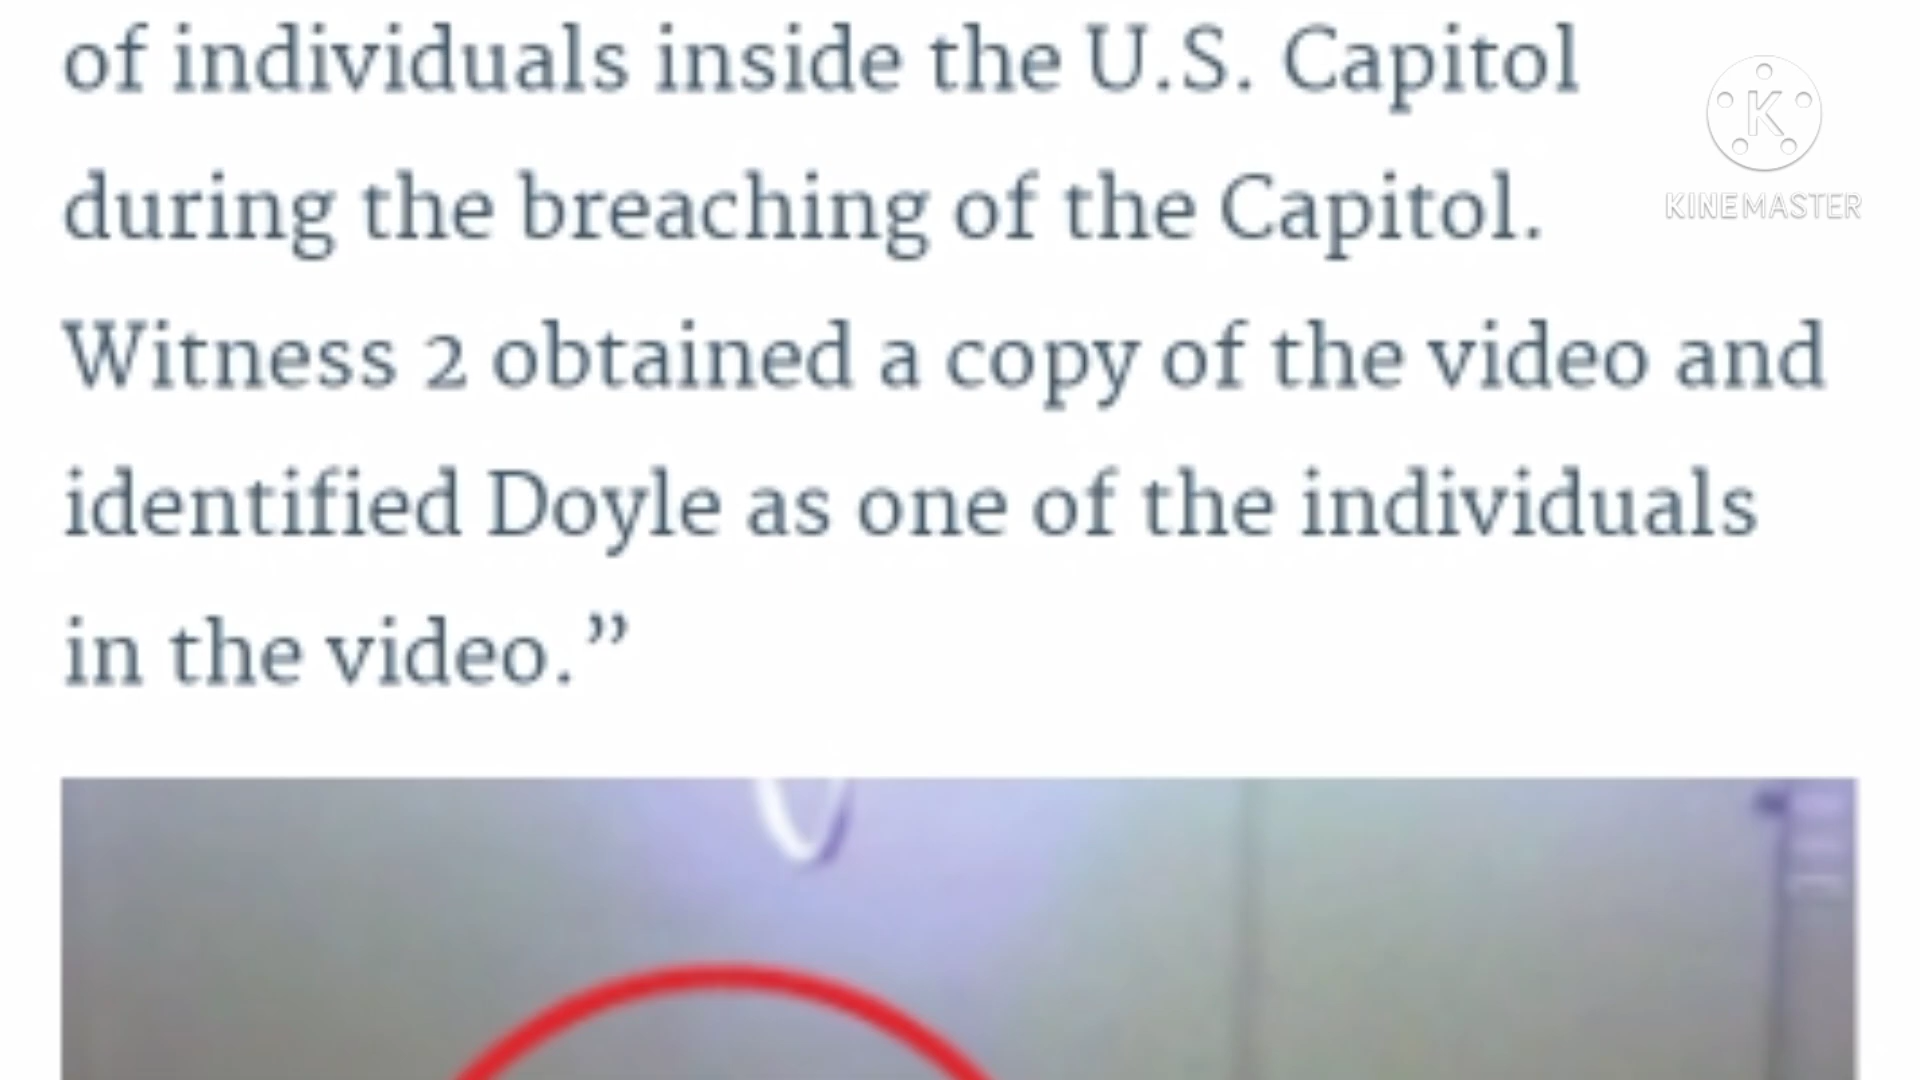 of individuals inside the U.S. Capitol
during the breaching of the Capitol.
Witness 2 obtained a copy of the video and
identified Doyle as one of the individuals
in the video.”
K
KINEMASTER